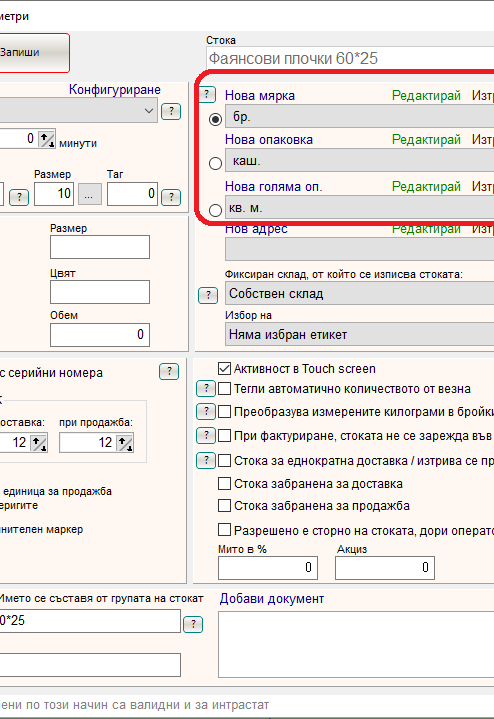 метри
Запиши
Стока
Фаянсови плочки 60*25
Конфигуриране
?
0 минути
Размер Таг
? 10 ... 0 ?
Размер
Цвят
Обем
0
? Нова мярка Редактирай Изтр
бр.
Нова опаковка Редактирай Изтр
каш.
Нова голяма оп. Редактирай Изтр
кв. м.
Нов адрес Редактирай Изтр
Фиксиран склад, от който се изписва стоката:
? Собствен склад
Избор на
Няма избран етикет
с серийни номера ?
оставка: при продажба:
12 12
единица за продажба
веригите
нителен маркер
Активност в Touch screen
? Тегли автоматично количеството от везна
? Преобразува измерените килограми в бройки
? При фактуриране, стоката не се зарежда във
? Стока за еднократна доставка / изтрива се пр
Стока забранена за доставка
Стока забранена за продажба
Разрешено е сторно на стоката, дори операто
Мито в % Акциз
0 0
Името се съставя от групата на стокат
0*25 ?
Добави документ
ени по този начин са валидни и за интрастат